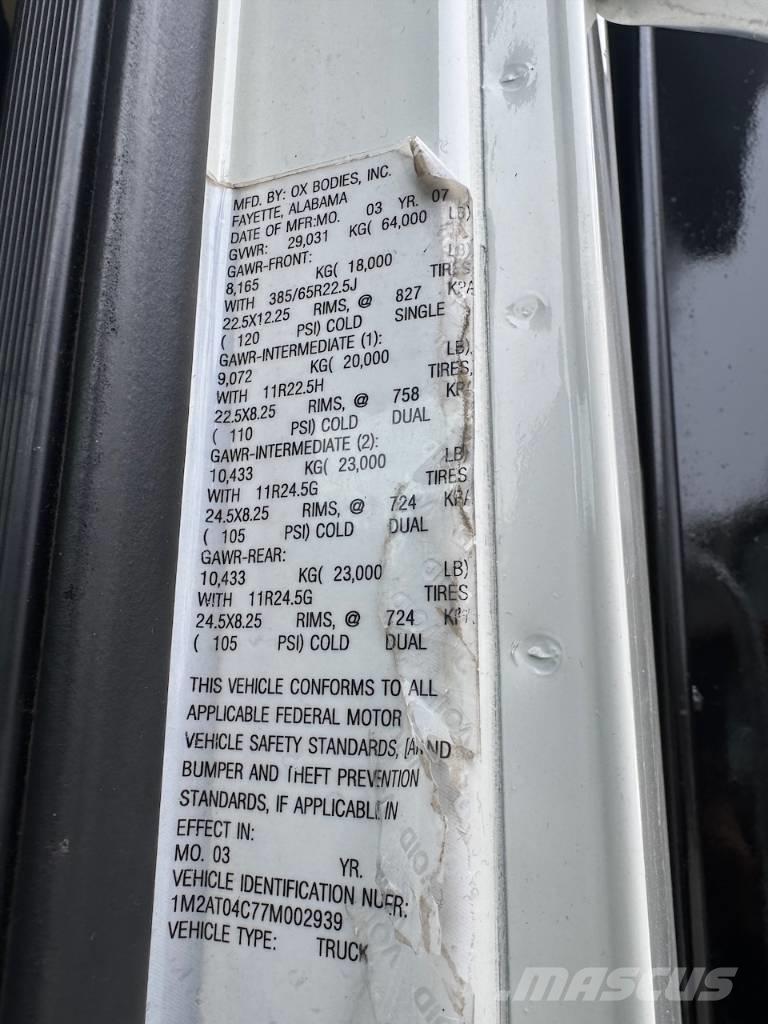 MFD. BY: OX BODIES, INC.
FAYETTE, ALABAMA
DATE OF MFR:MO. 03 YR. 07
GVWR: 29,031 KG( 64,000 LB)
GAWR-FRONT:
8,165 KG( 18,000 LB)
WITH 385/65R22.5J TIRES
22.5X12.25 RIMS, @ 827 KPA
( 120 PSI) COLD SINGLE
GAWR-INTERMEDIATE (1):
9,072 KG( 20,000 LB),
WITH 11R22.5H TIRES,
22.5X8.25 RIMS, @ 758 KP/
( 110 PSI) COLD DUAL
GAWR-INTERMEDIATE (2):
10,433 KG( 23,000 LB)
WITH 11R24.5G TIRES
24.5X8.25 RIMS, @ 724 KP/
( 105 PSI) COLD DUAL
GAWR-REAR:
10,433 KG( 23,000 LB)
WITH 11R24.5G TIRES
24.5X8.25 RIMS, @ 724 KP/
( 105 PSI) COLD DUAL
THIS VEHICLE CONFORMS TO ALL
APPLICABLE FEDERAL MOTOR
VEHICLE SAFETY STANDARDS, [AND
BUMPER AND THEFT PREVENTION
STANDARDS, IF APPLICABLE IN
EFFECT IN:
MO. 03 YR.
VEHICLE IDENTIFICATION
1M2AT04C77M002939
VEHICLE TYPE: TRUCK
VOID
MASCUS